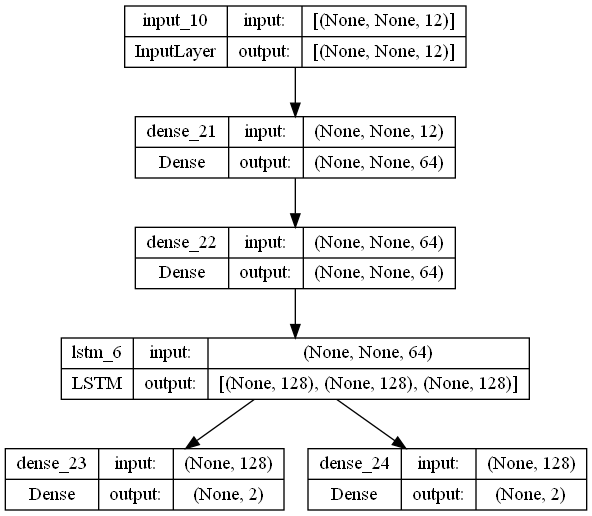 input_10 input: [(None, None, 12)]
InputLayer output: [(None, None, 12)]
dense_21 input: (None, None, 12)
Dense output: (None, None, 64)
dense_22 input: (None, None, 64)
Dense output: (None, None, 64)
lstm_6 input: (None, None, 64)
LSTM output: [(None, 128), (None, 128), (None, 128)]
dense_23 input: (None, 128)
Dense output: (None, 2)
dense_24 input: (None, 128)
Dense output: (None, 2)